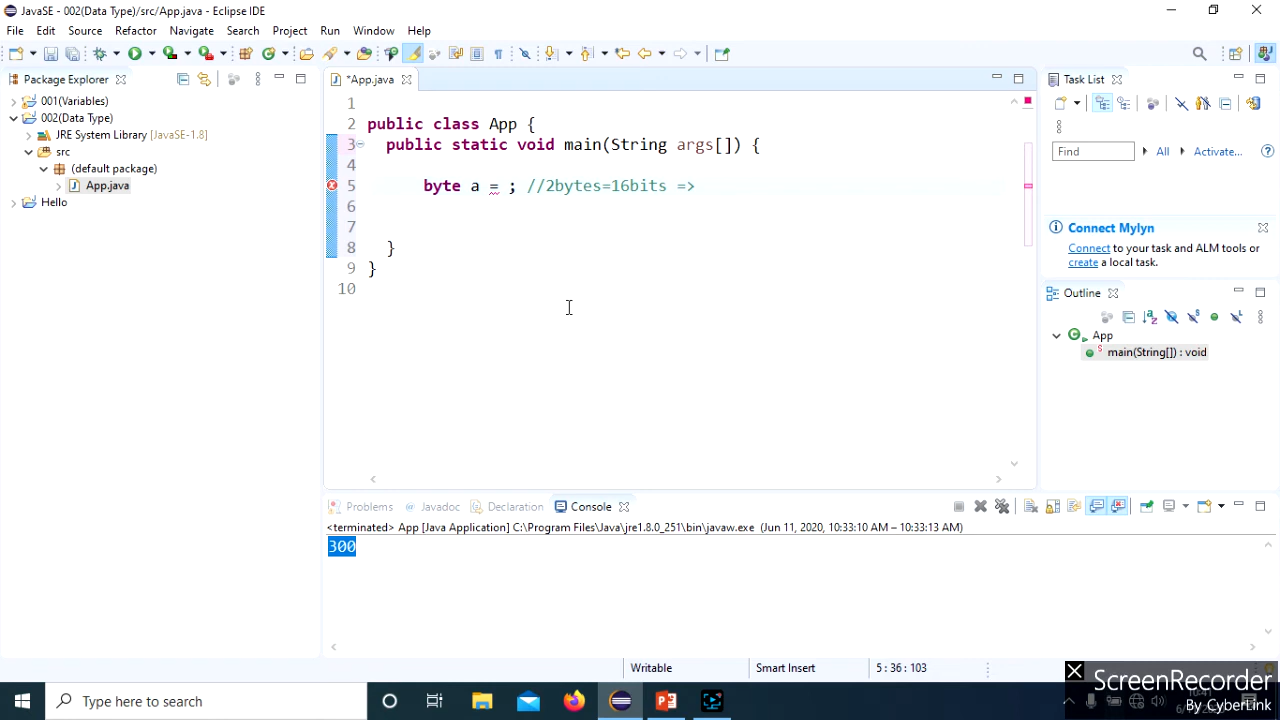 JavaSE - 002(Data Type)/src/App.java - Eclipse IDE
File Edit Source Refactor Navigate Search Project Run Window Help
Package Explorer
001(Variables)
002(Data Type)
JRE System Library [JavaSE-1.8]
src
(default package)
App.java
Hello
*App.java
1
2 public class App {
3 public static void main(String args[]) {
4
5 byte a = ; //2bytes=16bits =>
6
7
8 }
9 }
10
Task List
Find All Activate...
Connect Mylyn
Connect to your task and ALM tools or
create a local task.
Outline
App
main(String[]) : void
Problems Javadoc Declaration Console
<terminated> App [Java Application] C:\Program Files\Java\jre1.8.0_251\bin\javaw.exe (Jun 11, 2020, 10:33:10 AM – 10:33:13 AM)
300
Writable Smart Insert 5 : 36 : 103
Type here to search
ScreenRecorder
By CyberLink